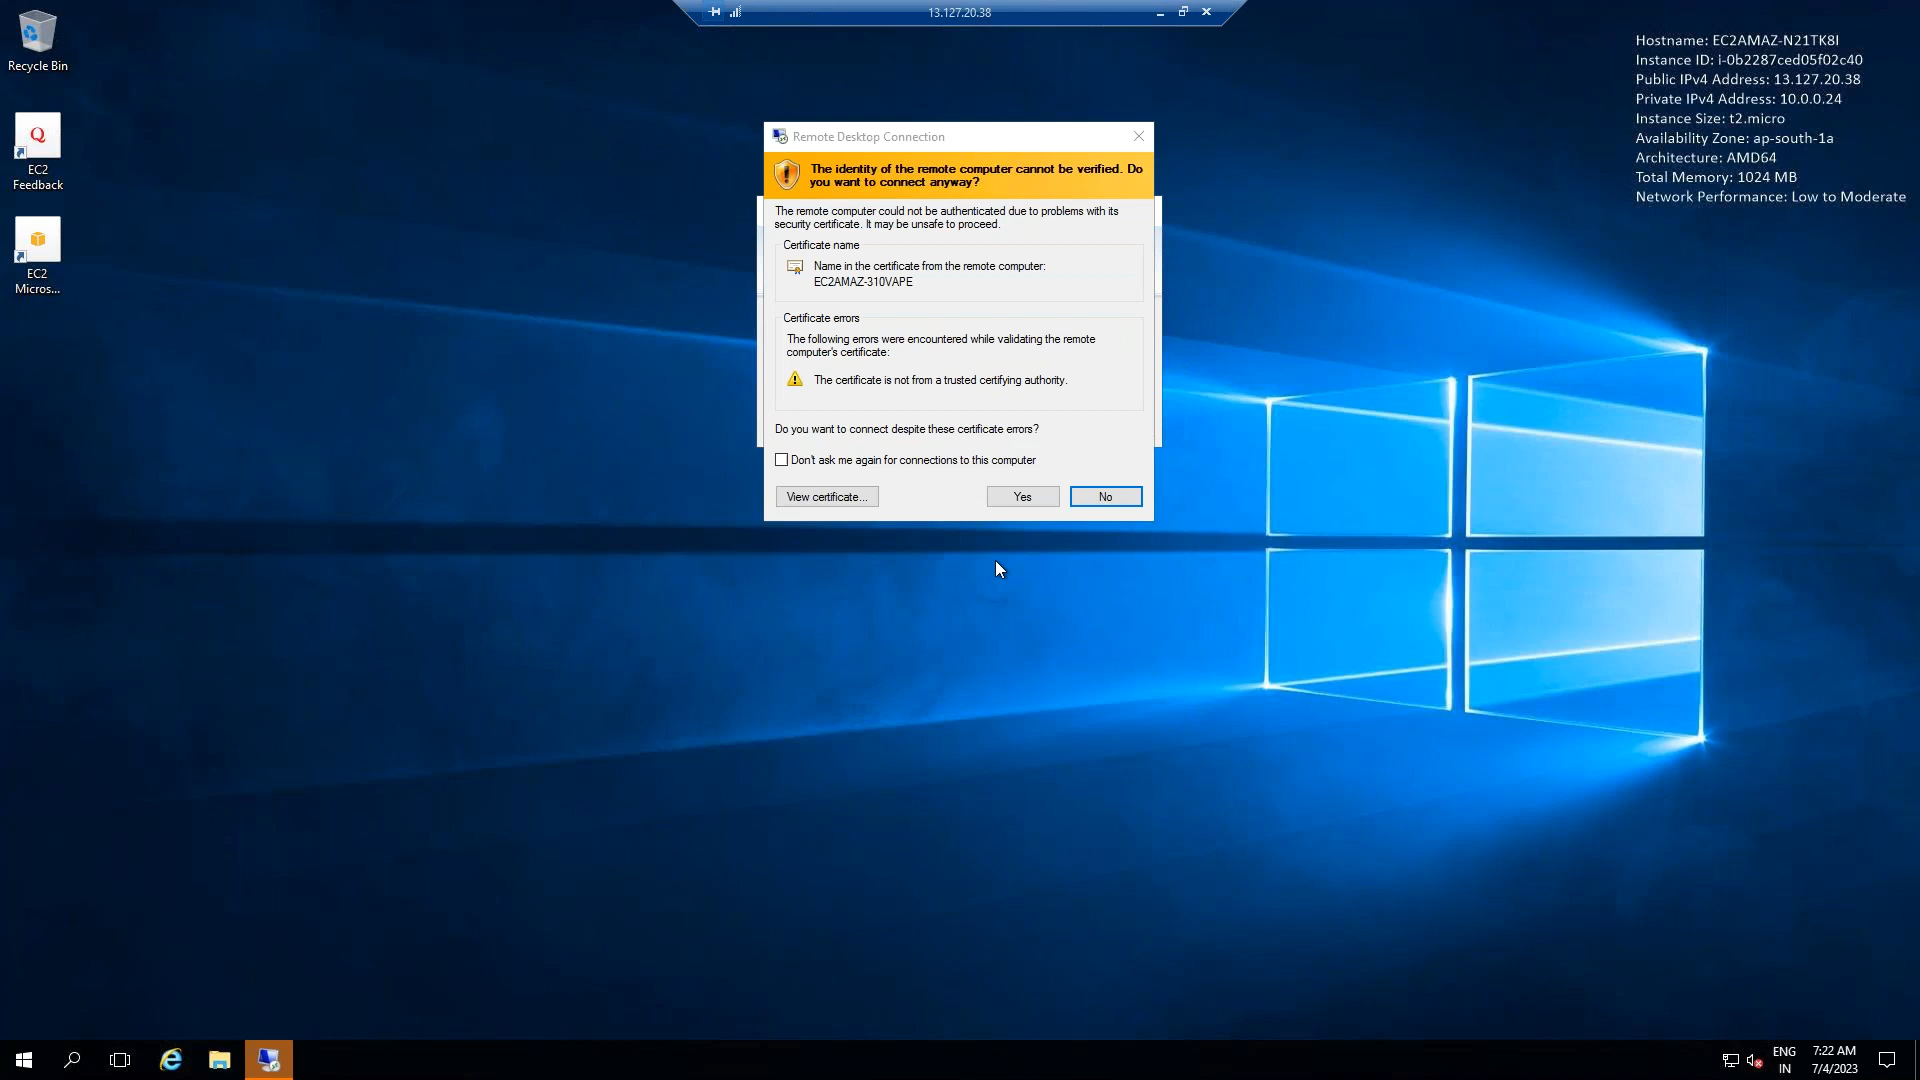 13.127.20.38
Recycle Bin
Q
EC2
Feedback
EC2
Micros...
Hostname: EC2AMAZ-N21TK8I
Instance ID: i-0b2287ced05f02c40
Public IPv4 Address: 13.127.20.38
Private IPv4 Address: 10.0.0.24
Instance Size: t2.micro
Availability Zone: ap-south-1a
Architecture: AMD64
Total Memory: 1024 MB
Network Performance: Low to Moderate
Remote Desktop Connection
The identity of the remote computer cannot be verified. Do
you want to connect anyway?
The remote computer could not be authenticated due to problems with its
security certificate. It may be unsafe to proceed.
Certificate name
Name in the certificate from the remote computer:
EC2AMAZ-310VAPE
Certificate errors
The following errors were encountered while validating the remote
computer's certificate:
The certificate is not from a trusted certifying authority.
Do you want to connect despite these certificate errors?
Don't ask me again for connections to this computer
View certificate...
Yes
No
ENG
IN
7:22 AM
7/4/2023